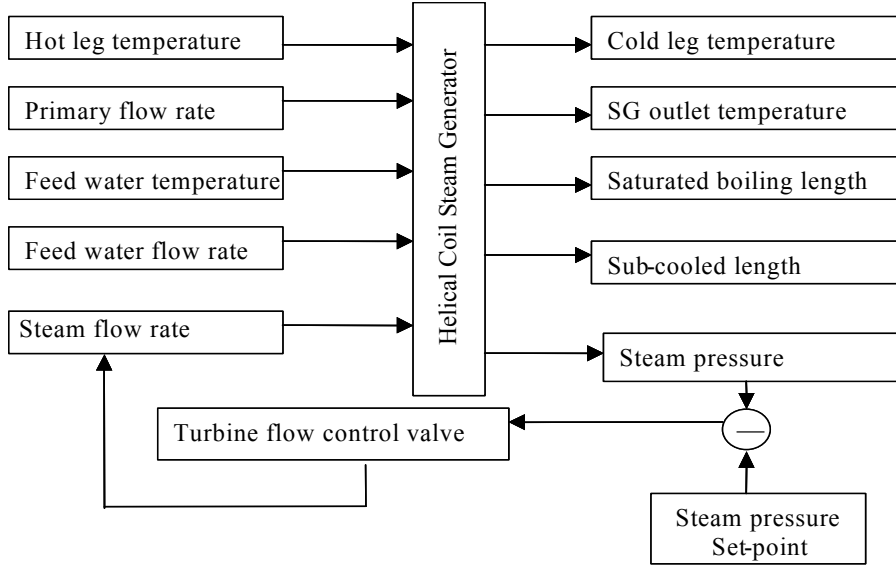 Hot leg temperature
Primary flow rate
Feed water temperature
Feed water flow rate
Steam flow rate
Helical Coil Steam Generator
Cold leg temperature
SG outlet temperature
Saturated boiling length
Sub-cooled length
Steam pressure
Turbine flow control valve
—
Steam pressure
Set-point